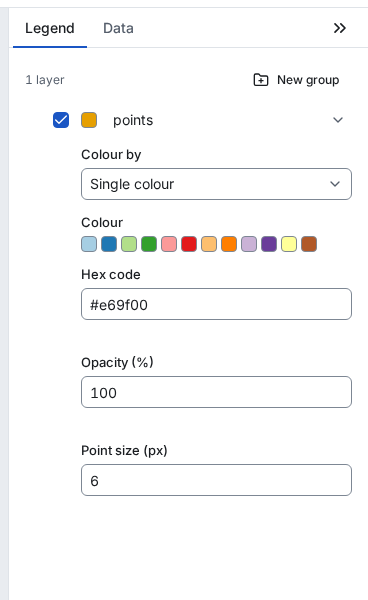 Legend Data
1 layer New group
points
Colour by
Single colour
Colour
Hex code
#e69f00
Opacity (%)
100
Point size (px)
6